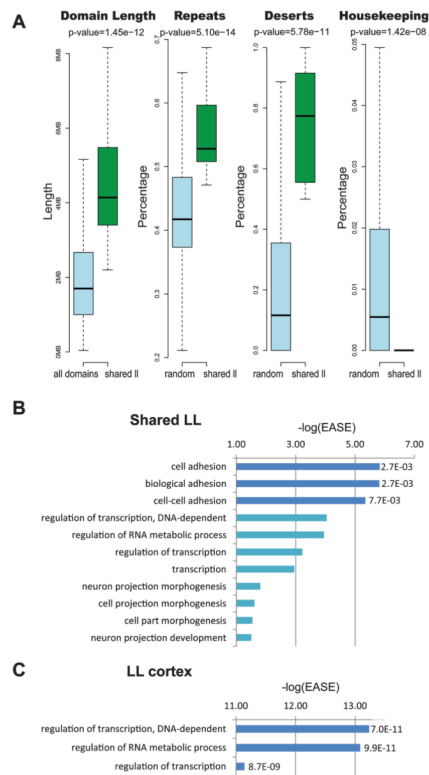 A
Domain Length Repeats Deserts Housekeeping
p-value=1.45e−12 p-value=5.10e−14 p-value=5.78e−11 p-value=1.42e−08
Length
0MB 2MB 4MB 6MB 8MB
all domains shared ll
Percentage
0.2 0.3 0.4 0.5 0.6 0.7
random shared ll
Percentage
0.0 0.2 0.4 0.6 0.8 1.0
random shared ll
Percentage
0.00 0.01 0.02 0.03 0.04 0.05
random shared ll
B
Shared LL
-log(EASE)
1.00 3.00 5.00 7.00
cell adhesion 2.7E-03
biological adhesion 2.7E-03
cell-cell adhesion 7.7E-03
regulation of transcription, DNA-dependent
regulation of RNA metabolic process
regulation of transcription
transcription
neuron projection morphogenesis
cell projection morphogenesis
cell part morphogenesis
neuron projection development
C
LL cortex
-log(EASE)
11.00 12.00 13.00
regulation of transcription, DNA-dependent 7.0E-11
regulation of RNA metabolic process 9.9E-11
regulation of transcription 8.7E-09